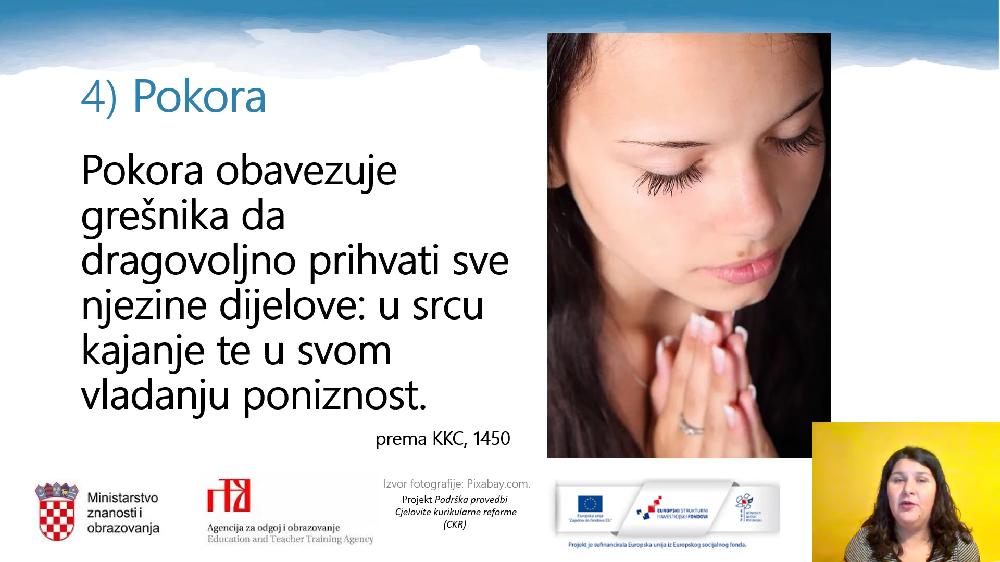 4) Pokora
Pokora obavezuje
grešnika da
dragovoljno prihvati sve
njezine dijelove: u srcu
kajanje te u svom
vladanju poniznost.
prema KKC, 1450
Ministarstvo
znanosti i
obrazovanja
Agencija za odgoj i obrazovanje
Education and Teacher Training Agency
Izvor fotografije: Pixabay.com.
Projekt Podrška provedbi
Cjelovite kurikularne reforme
(CKR)
Europska unija
"Zajedno do fondova EU"
EUROPSKI STRUKTURNI
I INVESTICIJSKI FONDOVI
Projekt je sufinancirala Europska unija iz Europskog socijalnog fonda.